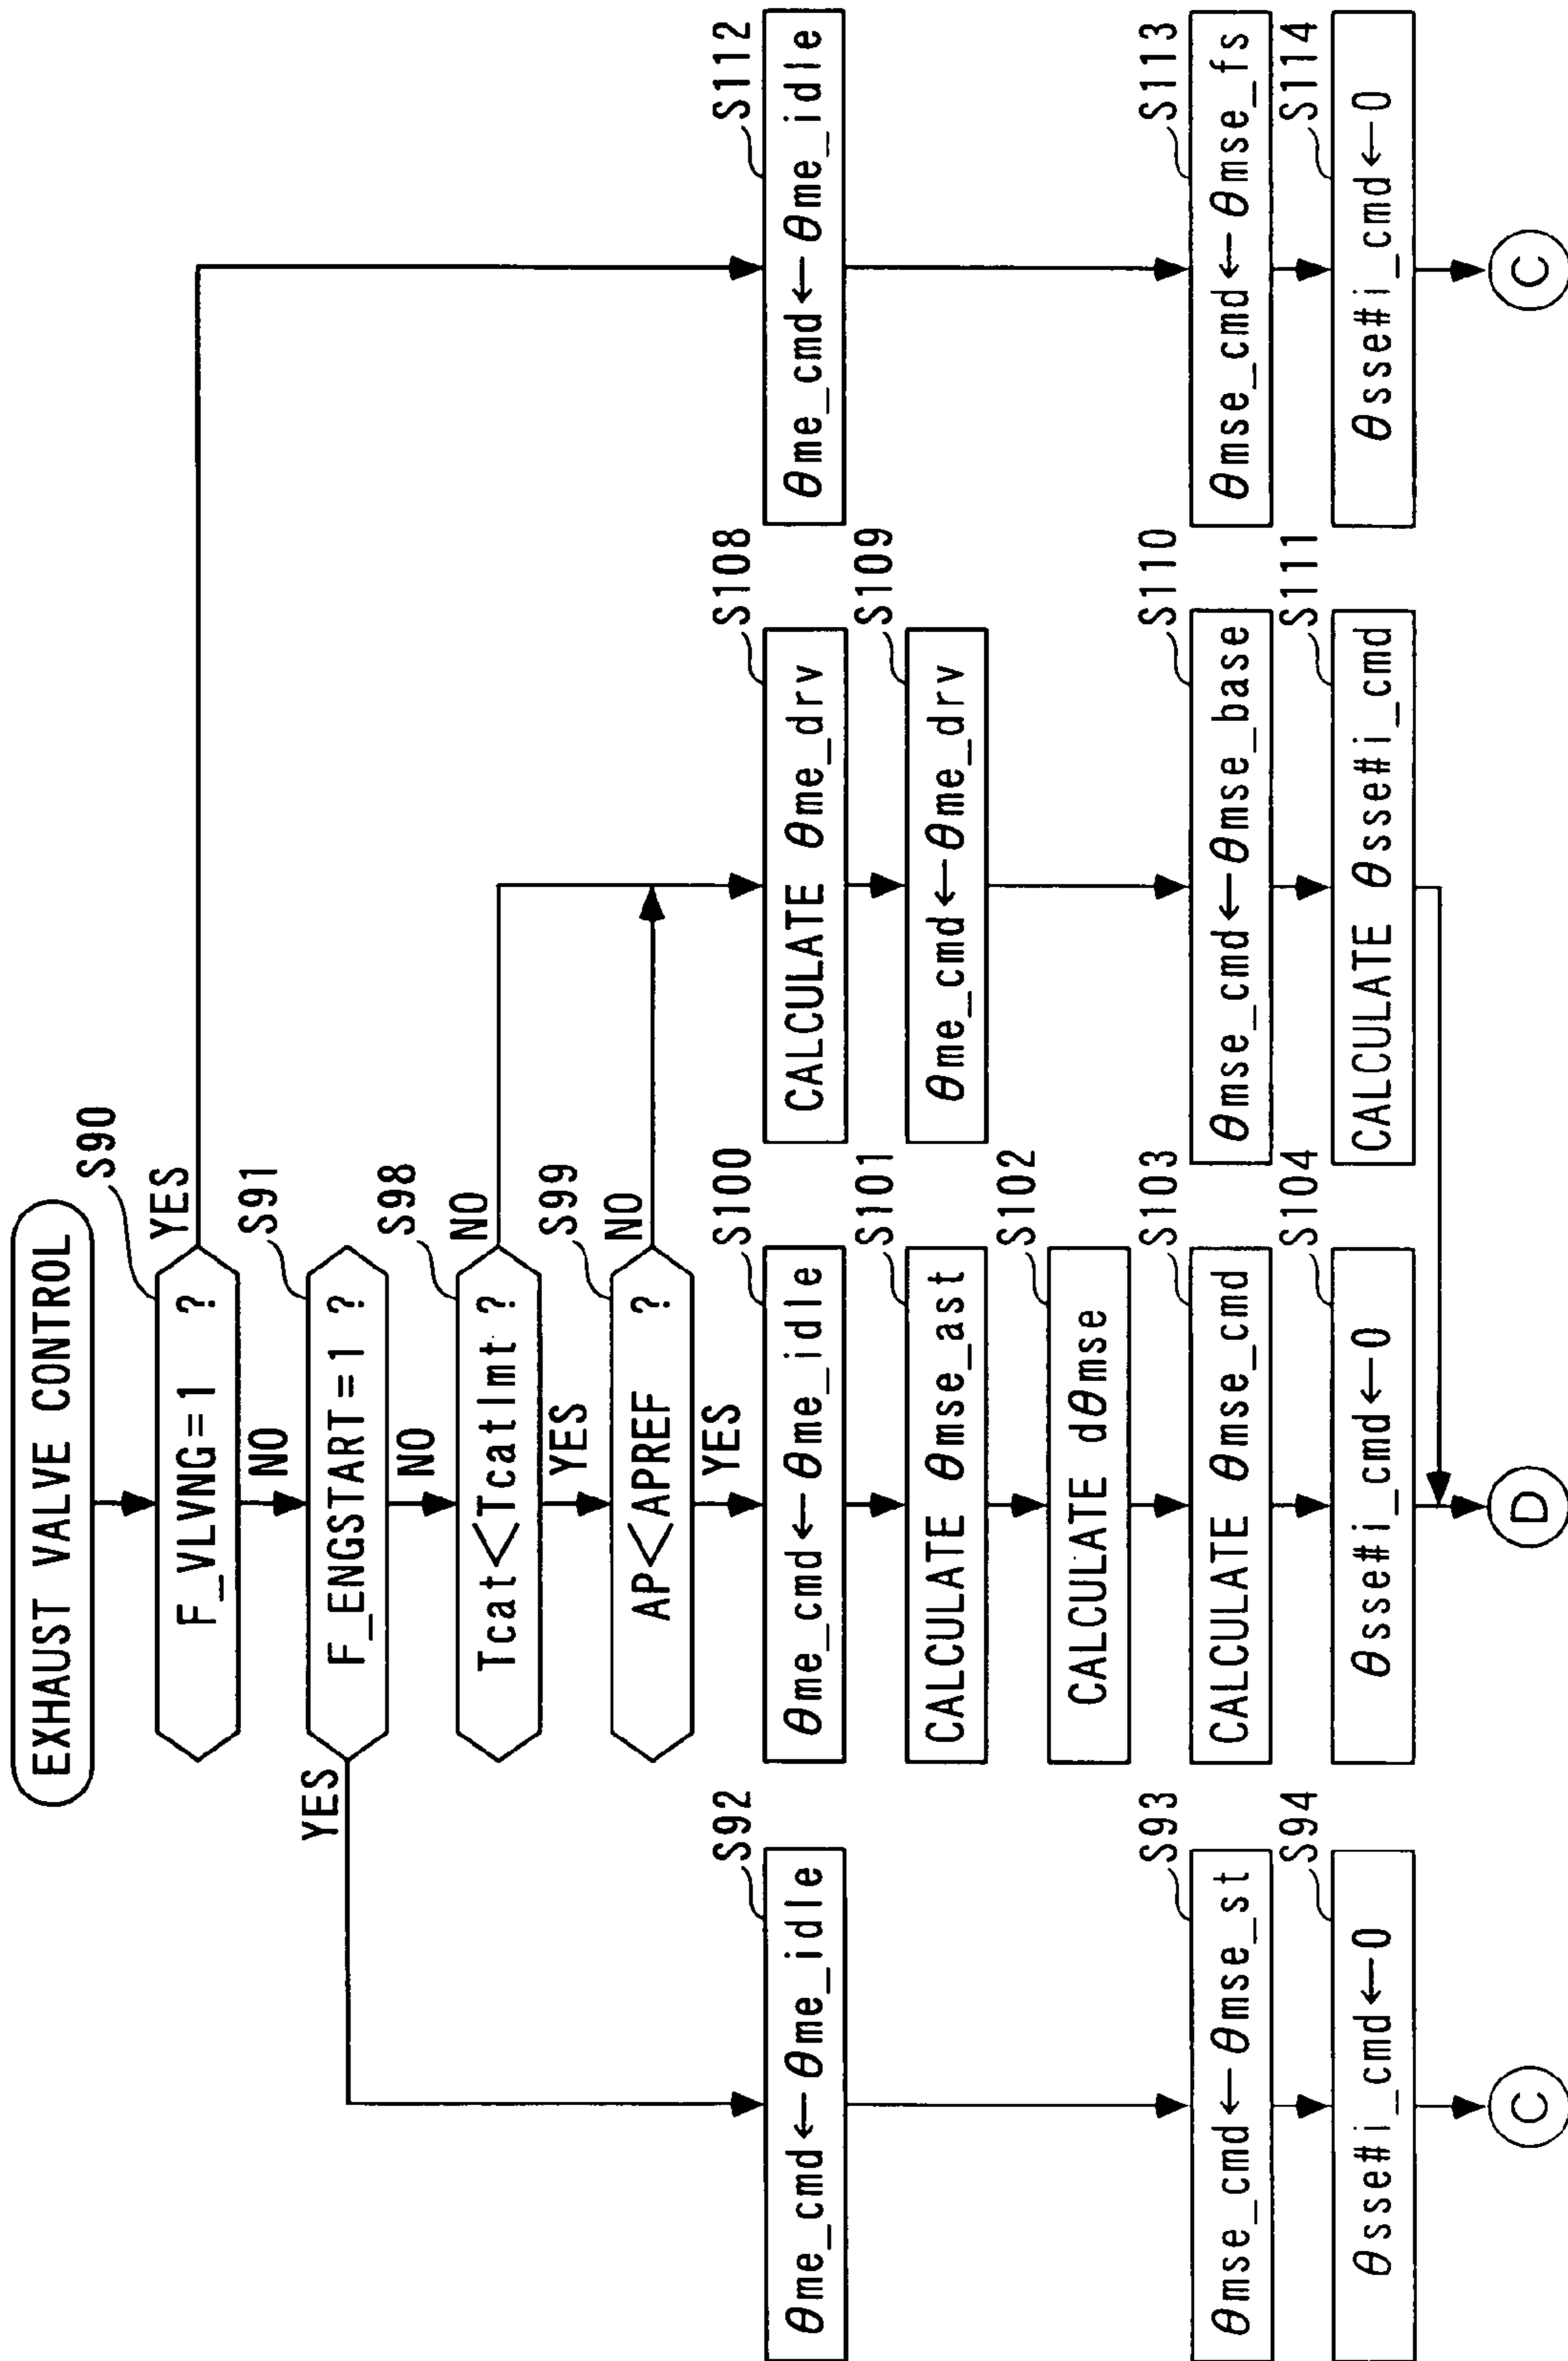 EXHAUST VALVE CONTROL
S90
F_VLVNG=1 ?
YES
NO
S91
F_ENGSTART=1 ?
YES
NO
S98
Tcat<Tcatlmt ?
NO
YES
S99
AP<APREF ?
NO
YES
S92
θme_cmd←θme_idle
S93
θmse_cmd←θmse_st
S94
θsse#i_cmd←0
C
S100
θme_cmd←θme_idle
S101
CALCULATE θmse_ast
S102
CALCULATE dθmse
S103
CALCULATE θmse_cmd
S104
θsse#i_cmd←0
D
S108
CALCULATE θme_drv
S109
θme_cmd←θme_drv
S110
θmse_cmd←θmse_base
S111
CALCULATE θsse#i_cmd
S112
θme_cmd←θme_idle
S113
θmse_cmd←θmse_fs
S114
θsse#i_cmd←0
C